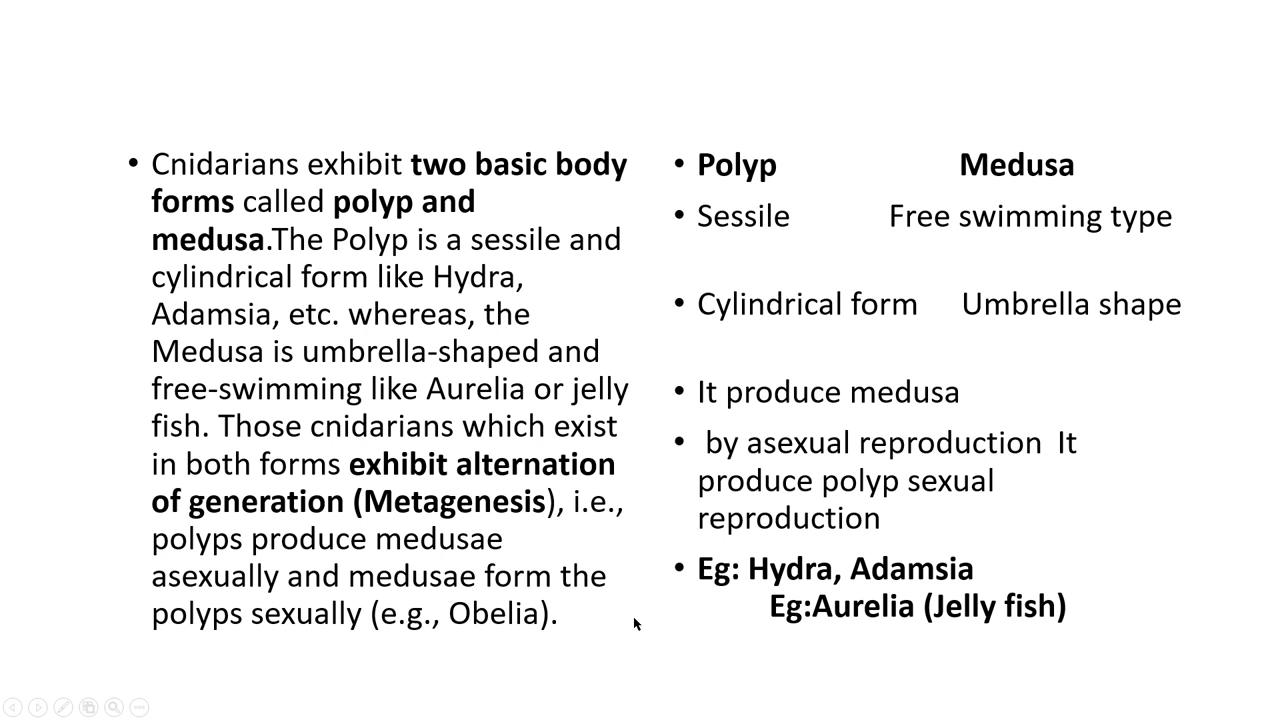 • Cnidarians exhibit two basic body
forms called polyp and
medusa.The Polyp is a sessile and
cylindrical form like Hydra,
Adamsia, etc. whereas, the
Medusa is umbrella-shaped and
free-swimming like Aurelia or jelly
fish. Those cnidarians which exist
in both forms exhibit alternation
of generation (Metagenesis), i.e.,
polyps produce medusae
asexually and medusae form the
polyps sexually (e.g., Obelia).
• Polyp Medusa
• Sessile Free swimming type
• Cylindrical form Umbrella shape
• It produce medusa
• by asexual reproduction It
produce polyp sexual
reproduction
• Eg: Hydra, Adamsia
Eg:Aurelia (Jelly fish)